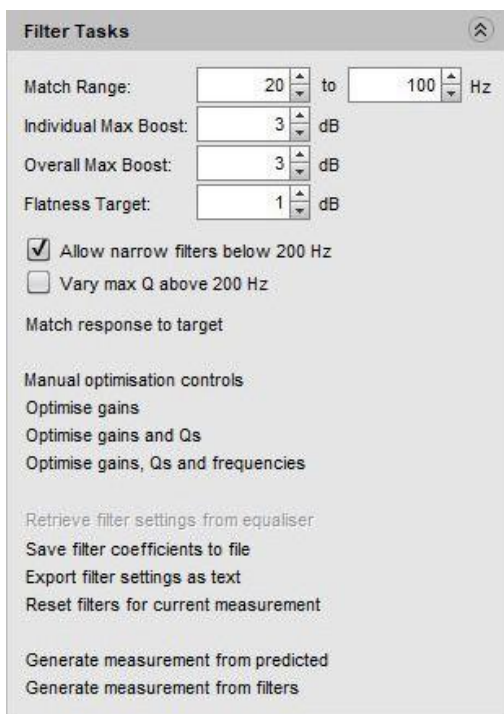 Filter Tasks
Match Range: 20 to 100 Hz
Individual Max Boost: 3 dB
Overall Max Boost: 3 dB
Flatness Target: 1 dB
Allow narrow filters below 200 Hz
Vary max Q above 200 Hz
Match response to target
Manual optimisation controls
Optimise gains
Optimise gains and Qs
Optimise gains, Qs and frequencies
Retrieve filter settings from equaliser
Save filter coefficients to file
Export filter settings as text
Reset filters for current measurement
Generate measurement from predicted
Generate measurement from filters